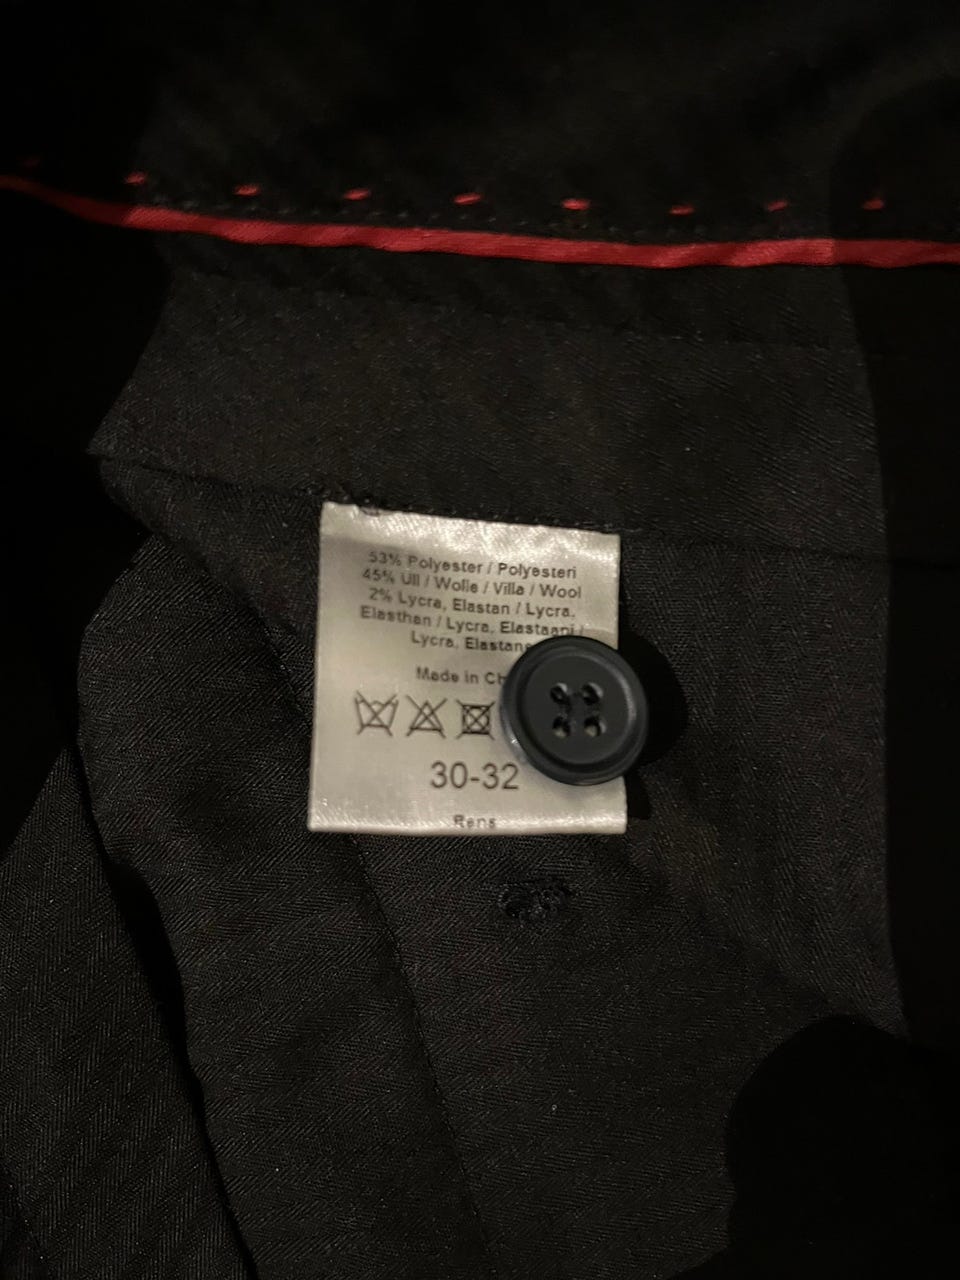 53% Polyester / Polyesteri
45% Ull / Wolle / Villa / Wool
2% Lycra, Elastan / Lycra,
Elasthan / Lycra, Elastaani /
Lycra, Elastane
Made in
30-32
Rens